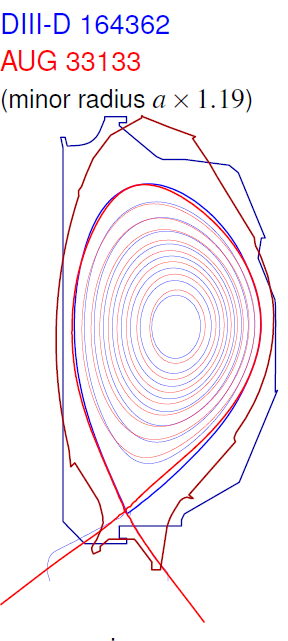 DIII-D 164362
AUG 33133
(minor radius a × 1.19)